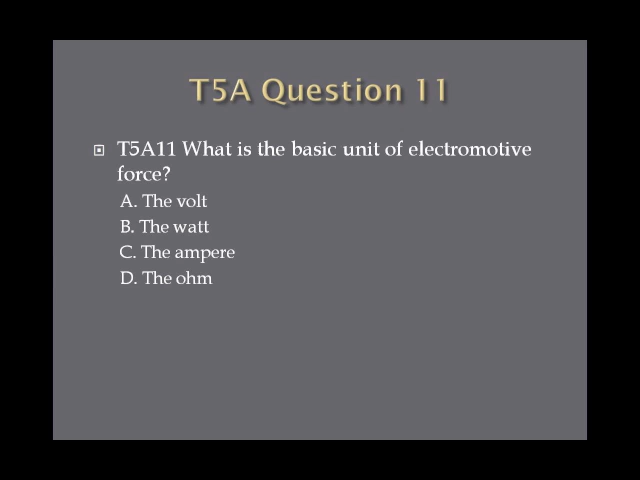 T5A Question 11
T5A11 What is the basic unit of electromotive
force?
A. The volt
B. The watt
C. The ampere
D. The ohm